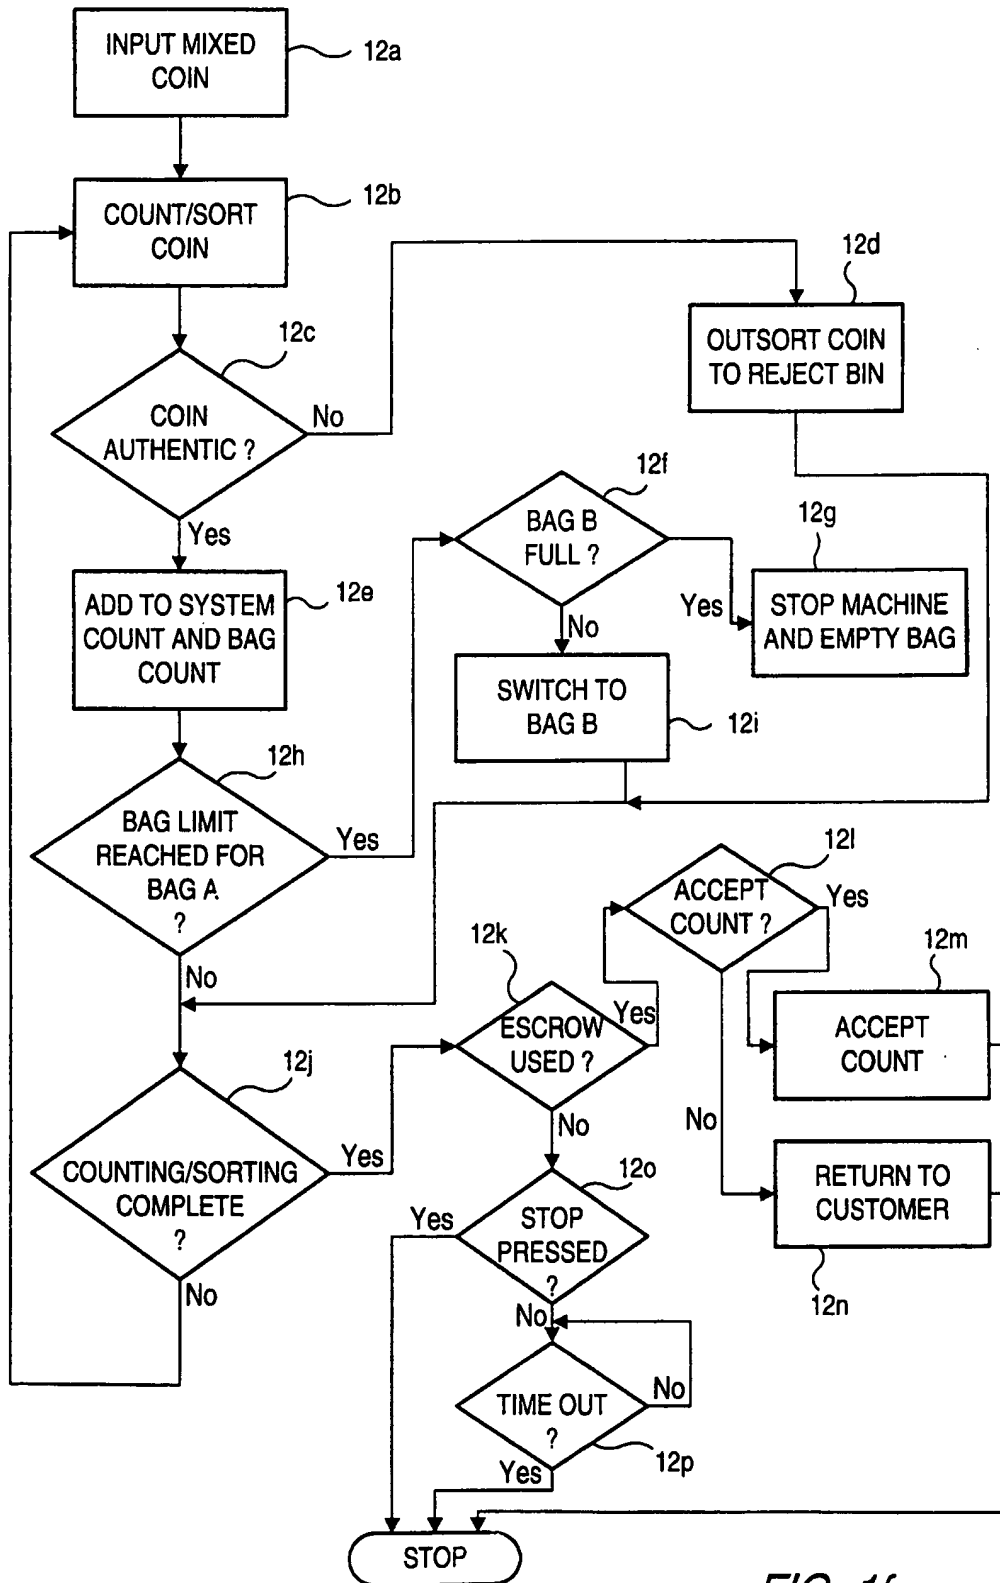 INPUT MIXED
COIN
12a
COUNT/SORT
COIN
12b
12c
COIN
AUTHENTIC ?
No
Yes
12d
OUTSORT COIN
TO REJECT BIN
ADD TO SYSTEM
COUNT AND BAG
COUNT
12e
12f
BAG B
FULL ?
Yes
No
12g
STOP MACHINE
AND EMPTY BAG
SWITCH TO
BAG B
12i
12h
BAG LIMIT
REACHED FOR
BAG A
?
Yes
No
12j
COUNTING/SORTING
COMPLETE
?
Yes
No
12k
ESCROW
USED ?
Yes
No
12l
ACCEPT
COUNT ?
Yes
No
12m
ACCEPT
COUNT
RETURN TO
CUSTOMER
12n
12o
STOP
PRESSED
?
Yes
No
TIME OUT
?
No
Yes
12p
STOP